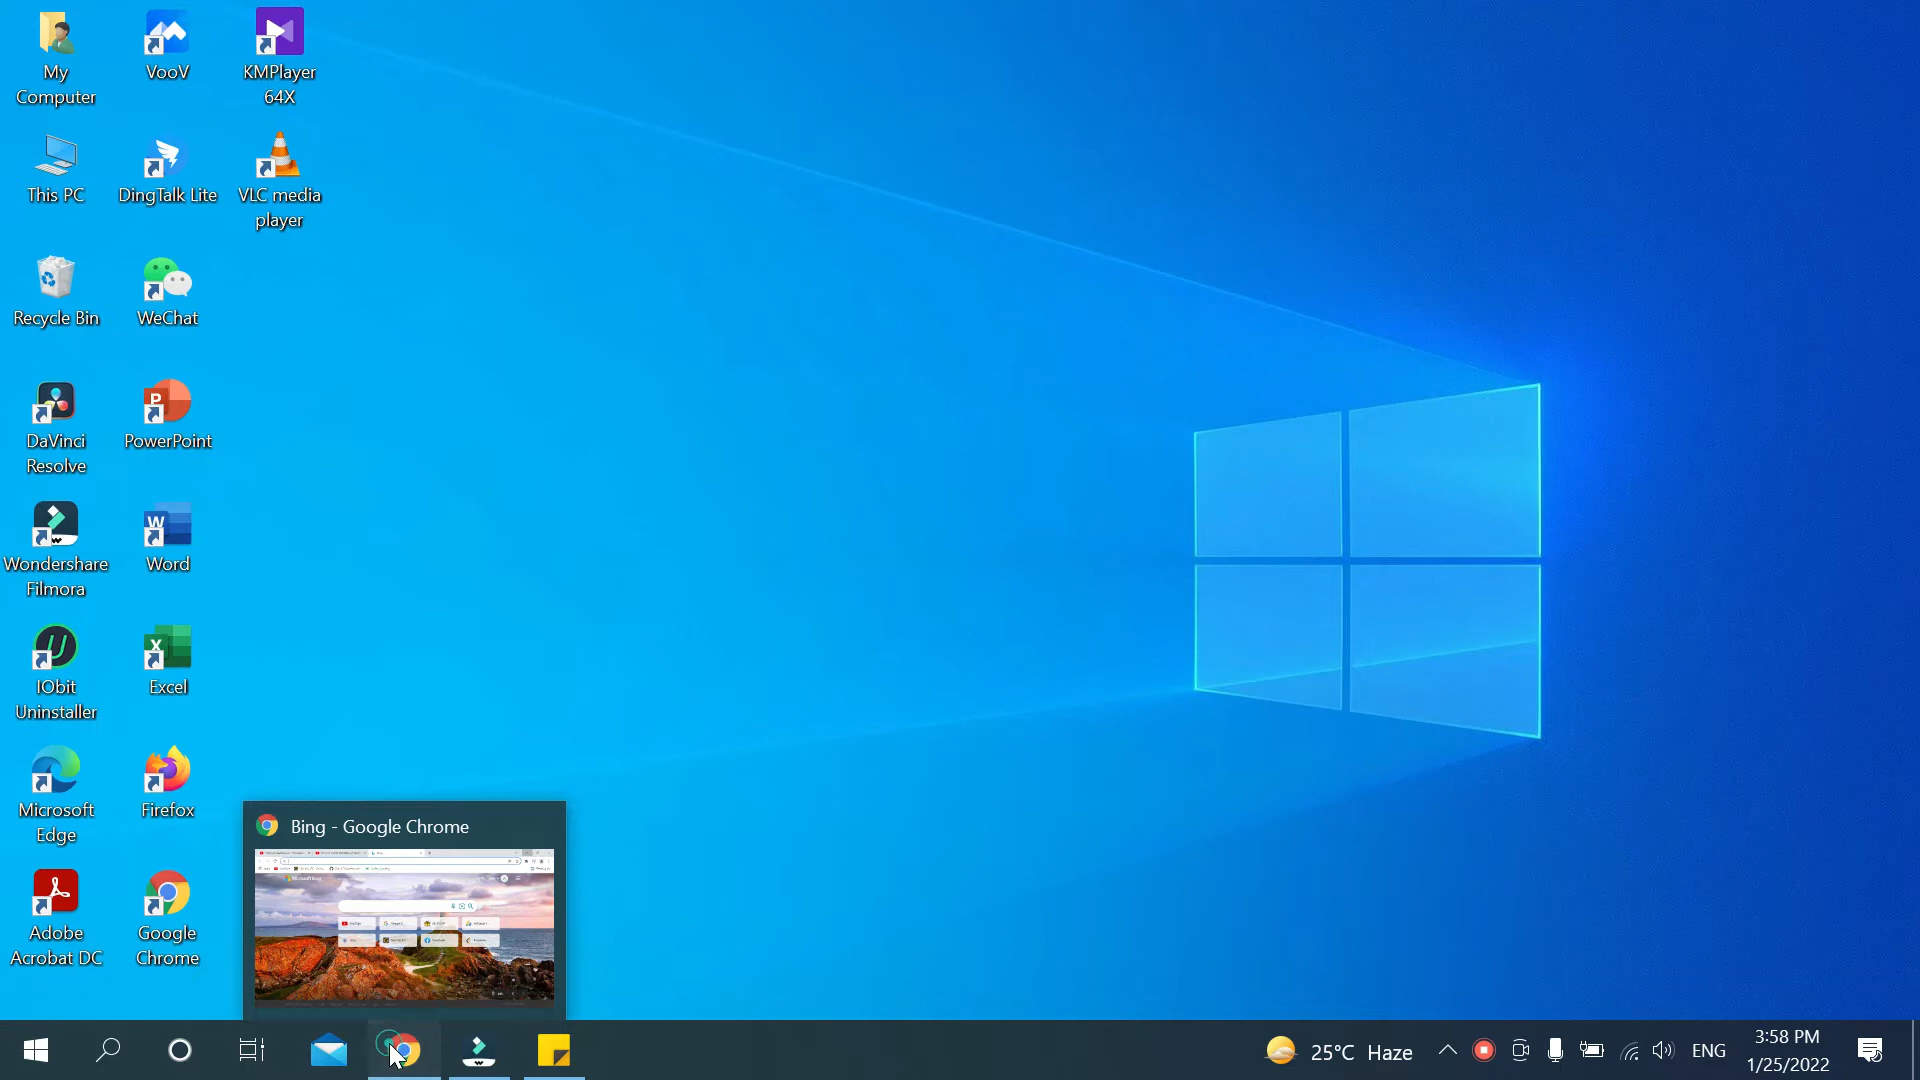 My
Computer
VooV
KMPlayer
64X
This PC
DingTalk Lite
VLC media
player
Recycle Bin
WeChat
DaVinci
Resolve
PowerPoint
Wondershare
Filmora
Word
IObit
Uninstaller
Excel
Microsoft
Edge
Firefox
Adobe
Acrobat DC
Google
Chrome
Bing - Google Chrome
25°C Haze
ENG
3:58 PM
1/25/2022